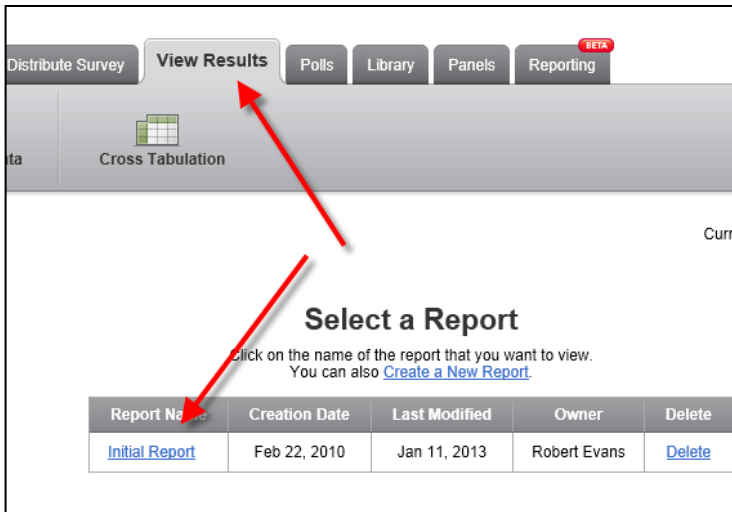 BETA
Distribute Survey View Results Polls Library Panels Reporting
ta Cross Tabulation
Curr
Select a Report
Click on the name of the report that you want to view.
You can also Create a New Report.
Report Name Creation Date Last Modified Owner Delete
Initial Report Feb 22, 2010 Jan 11, 2013 Robert Evans Delete